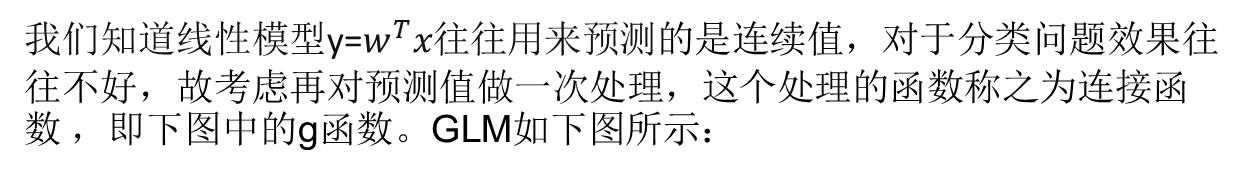 我们知道线性模型y=wᵀx往往用来预测的是连续值，对于分类问题效果往
往不好，故考虑再对预测值做一次处理，这个处理的函数称之为连接函
数 ，即下图中的g函数。GLM如下图所示：